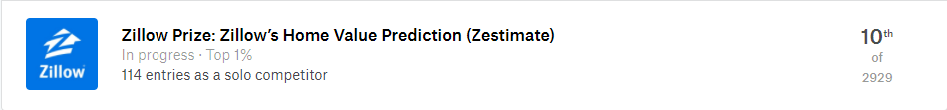 Zillow Prize: Zillow's Home Value Prediction (Zestimate)
In progress · Top 1%
114 entries as a solo competitor
Zillow
10th
of
2929